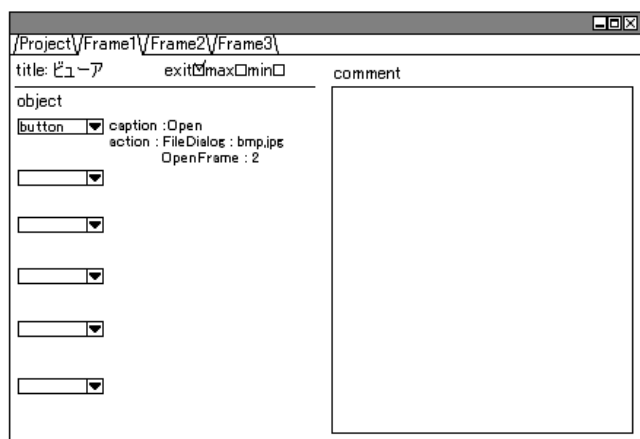 /Project\/Frame1\/Frame2\/Frame3\
title: ビューア exit max min
object
button caption :Open
action : FileDialog : bmp,jpg
OpenFrame : 2
comment